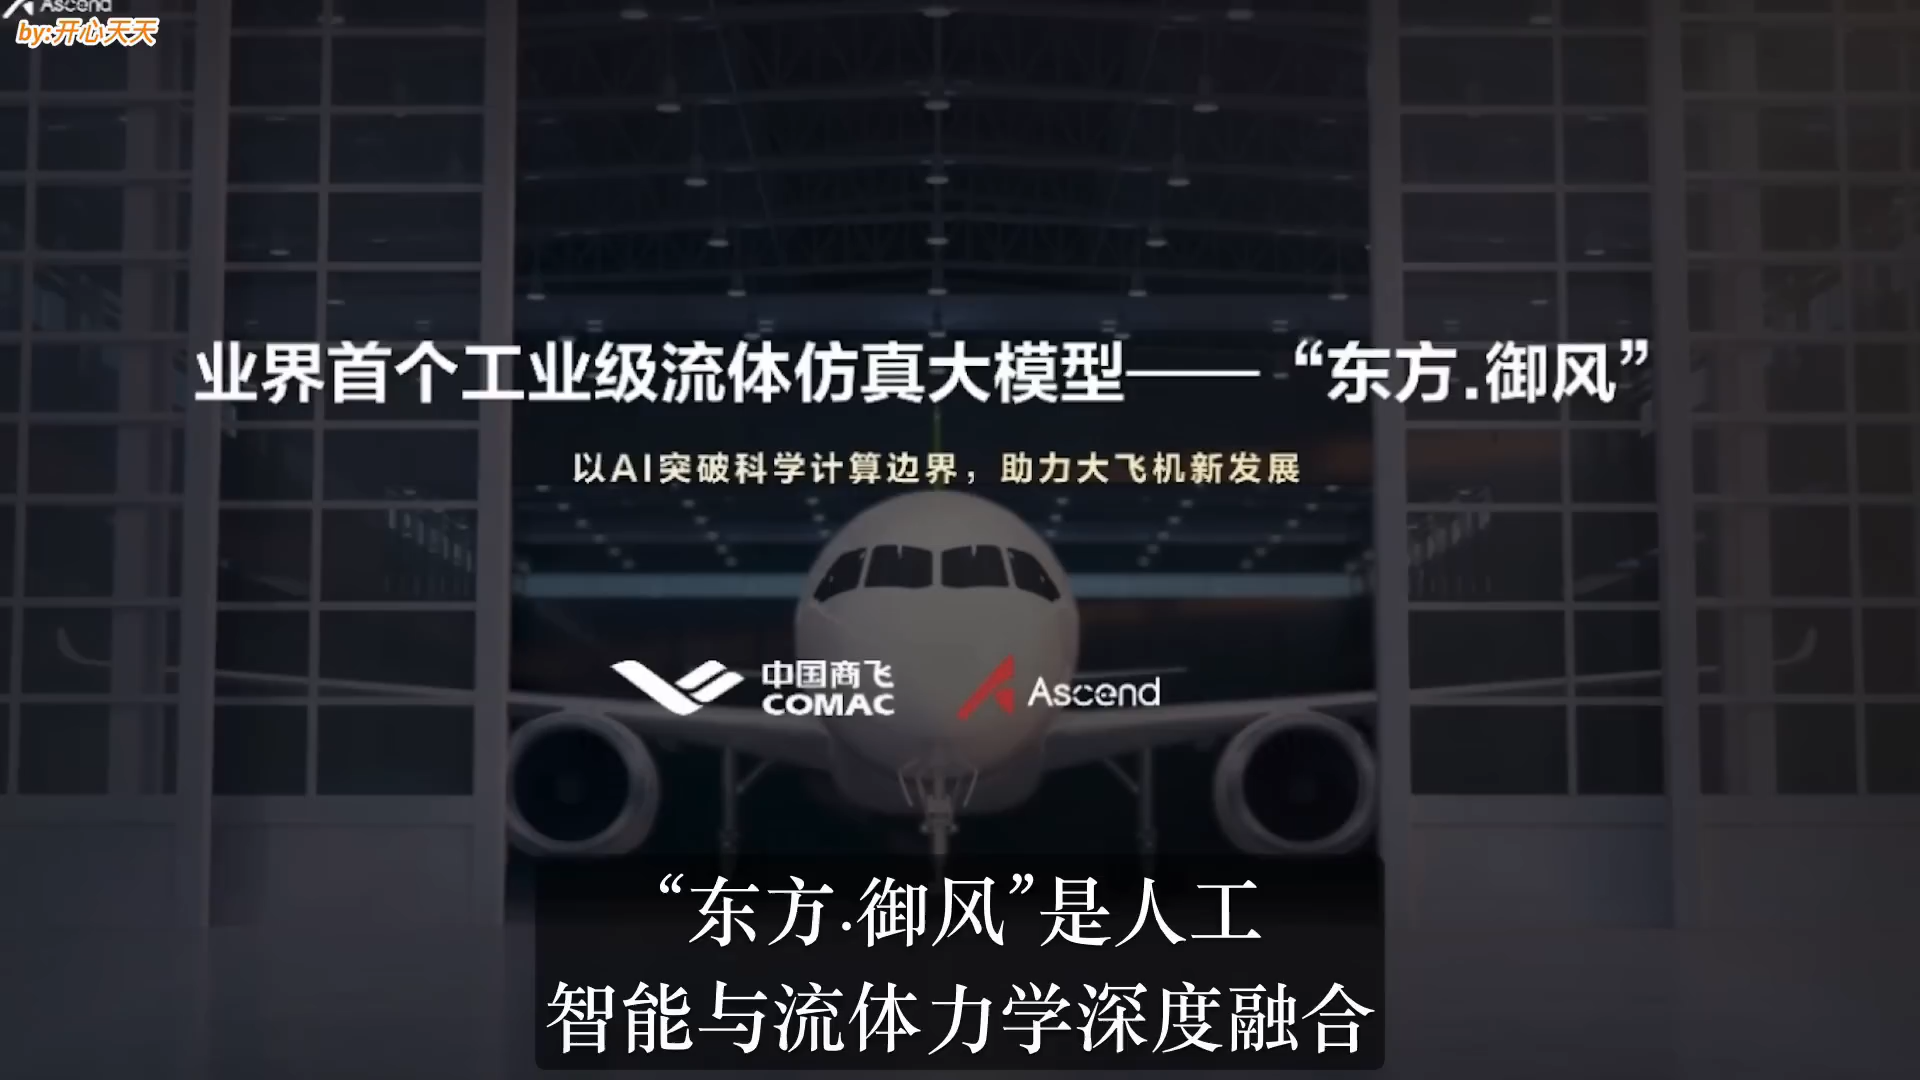 Ascend
by:开心天天
业界首个工业级流体仿真大模型——“东方.御风”
以AI突破科学计算边界，助力大飞机新发展
中国商飞
COMAC
Ascend
“东方.御风”是人工
智能与流体力学深度融合